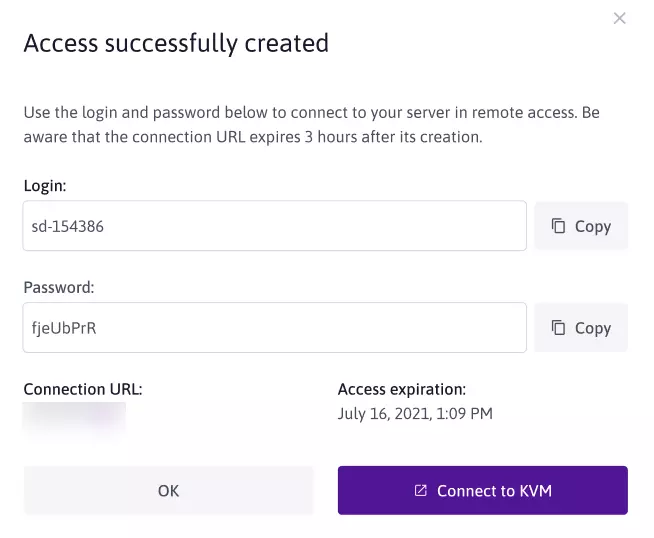 Access successfully created
Use the login and password below to connect to your server in remote access. Be
aware that the connection URL expires 3 hours after its creation.
Login:
sd-154386
Copy
Password:
fjeUbPrR
Copy
Connection URL:
Access expiration:
July 16, 2021, 1:09 PM
OK
Connect to KVM